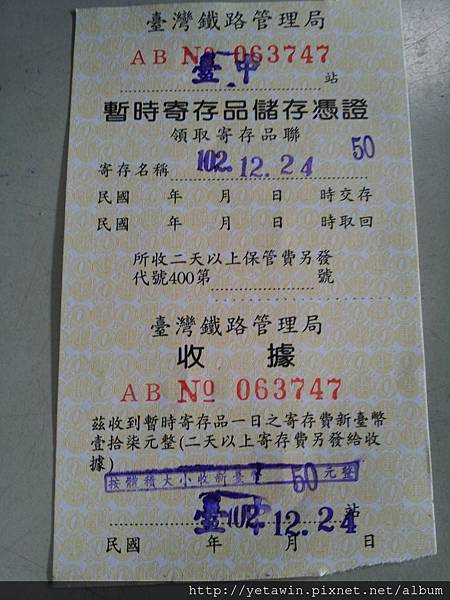 臺灣鐵路管理局
AB № 063747
臺中站
暫時寄存品儲存憑證
領取寄存品聯
50
寄存名稱 102.12.24
民國 年 月 日 時交存
民國 年 月 日 時取回
所收二天以上保管費另發
代號400第 號
臺灣鐵路管理局
收據
AB № 063747
茲收到暫時寄存品一日之寄存費新臺幣
壹拾柒元整(二天以上寄存費另發給收
據)
按體積大小收新臺幣 50 元整
臺中站
102.12.24
民國 年 月 日
http://yetawin.pixnet.net/album